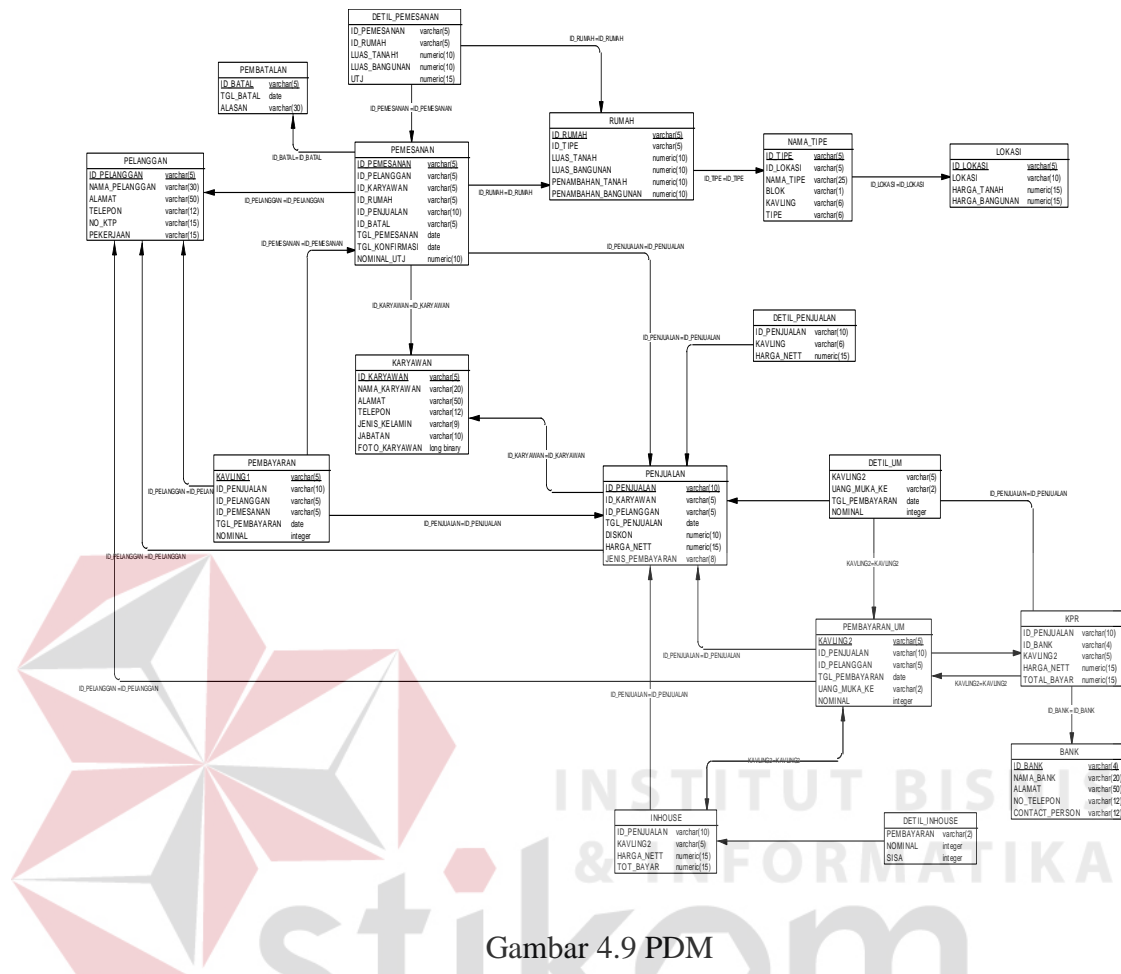 DETIL_PEMESANAN
ID_PEMESANAN varchar(5)
ID_RUMAH varchar(5)
LUAS_TANAH1 numeric(10)
LUAS_BANGUNAN numeric(10)
UTJ numeric(15)
ID_RUMAH = ID_RUMAH
PEMBATALAN
ID_BATAL varchar(5)
TGL_BATAL date
ALASAN varchar(30)
ID_PEMESANAN = ID_PEMESANAN
RUMAH
ID_RUMAH varchar(5)
ID_TIPE varchar(5)
LUAS_TANAH numeric(10)
LUAS_BANGUNAN numeric(10)
PENAMBAHAN_TANAH numeric(10)
PENAMBAHAN_BANGUNAN numeric(10)
NAMA_TIPE
ID_TIPE varchar(5)
ID_LOKASI varchar(5)
NAMA_TIPE varchar(25)
BLOK varchar(1)
KAVLING varchar(6)
TIPE varchar(6)
LOKASI
ID_LOKASI varchar(5)
LOKASI varchar(10)
HARGA_TANAH numeric(15)
HARGA_BANGUNAN numeric(15)
PELANGGAN
ID_PELANGGAN varchar(5)
NAMA_PELANGGAN varchar(30)
ALAMAT varchar(50)
TELEPON varchar(12)
NO_KTP varchar(15)
PEKERJAAN varchar(15)
ID_BATAL = ID_BATAL
PEMESANAN
ID_PEMESANAN varchar(5)
ID_PELANGGAN varchar(5)
ID_KARYAWAN varchar(5)
ID_RUMAH varchar(5)
ID_PENJUALAN varchar(10)
ID_BATAL varchar(5)
TGL_PEMESANAN date
TGL_KONFIRMASI date
NOMINAL_UTJ numeric(10)
ID_RUMAH = ID_RUMAH
ID_TIPE = ID_TIPE
ID_LOKASI = ID_LOKASI
ID_PELANGGAN = ID_PELANGGAN
ID_PEMESANAN = ID_PEMESANAN
ID_PENJUALAN = ID_PENJUALAN
ID_KARYAWAN = ID_KARYAWAN
DETIL_PENJUALAN
ID_PENJUALAN varchar(10)
KAVLING varchar(6)
HARGA_NETT numeric(15)
ID_PENJUALAN = ID_PENJUALAN
KARYAWAN
ID_KARYAWAN varchar(5)
NAMA_KARYAWAN varchar(20)
ALAMAT varchar(50)
TELEPON varchar(12)
JENIS_KELAMIN varchar(9)
JABATAN varchar(10)
FOTO_KARYAWAN long binary
ID_KARYAWAN = ID_KARYAWAN
PEMBAYARAN
KAVLING1 varchar(5)
ID_PENJUALAN varchar(10)
ID_PELANGGAN varchar(5)
ID_PEMESANAN varchar(5)
TGL_PEMBAYARAN date
NOMINAL integer
ID_PELANGGAN = ID_PELAN
ID_PENJUALAN = ID_PENJUALAN
ID_PELANGGAN = ID_PELANGGAN
PENJUALAN
ID_PENJUALAN varchar(10)
ID_KARYAWAN varchar(5)
ID_PELANGGAN varchar(5)
TGL_PENJUALAN date
DISKON numeric(10)
HARGA_NETT numeric(15)
JENIS_PEMBAYARAN varchar(8)
DETIL_UM
KAVLING2 varchar(5)
UANG_MUKA_KE varchar(2)
TGL_PEMBAYARAN date
NOMINAL integer
ID_PENJUALAN = ID_PENJUALAN
KAVLING2 = KAVLING2
PEMBAYARAN_UM
KAVLING2 varchar(5)
ID_PENJUALAN varchar(10)
ID_PELANGGAN varchar(5)
TGL_PEMBAYARAN date
UANG_MUKA_KE varchar(2)
NOMINAL integer
KPR
ID_PENJUALAN varchar(10)
ID_BANK varchar(4)
KAVLING2 varchar(5)
HARGA_NETT numeric(15)
TOTAL_BAYAR numeric(15)
ID_PENJUALAN = ID_PENJUALAN
KAVLING2 = KAVLING2
ID_PELANGGAN = ID_PELANGGAN
ID_PENJUALAN = ID_PENJUALAN
ID_BANK = ID_BANK
KAVLING2 = KAVLING2
BANK
ID_BANK varchar(4)
NAMA_BANK varchar(20)
ALAMAT varchar(50)
NO_TELEPON varchar(12)
CONTACT_PERSON varchar(12)
INHOUSE
ID_PENJUALAN varchar(10)
KAVLING2 varchar(5)
HARGA_NETT numeric(15)
TOT_BAYAR numeric(15)
DETIL_INHOUSE
PEMBAYARAN varchar(2)
NOMINAL integer
SISA integer
INSTITUT BISNIS
& INFORMATIKA
stikom
Gambar 4.9 PDM